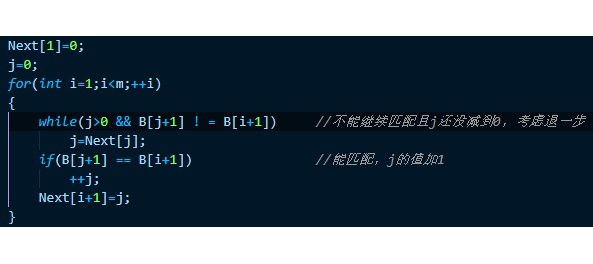 Next[1]=0;
j=0;
for(int i=1;i<m;++i)
{
    while(j>0 && B[j+1] ! = B[i+1])     //不能继续匹配且j还没减到0，考虑退一步
        j=Next[j];
    if(B[j+1] == B[i+1])                //能匹配，j的值加1
        ++j;
    Next[i+1]=j;
}